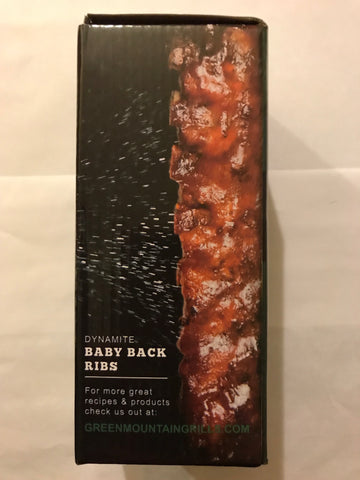 DYNAMITE
BABY BACK
RIBS
For more great
recipes & products
check us out at:
GREENMOUNTAINGRILLS.COM